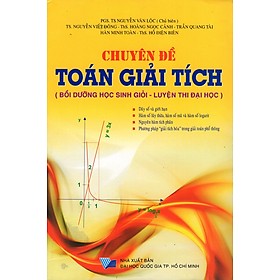 PGS. TS NGUYỄN VĂN LỘC (Chủ biên)
TS. NGUYỄN VIẾT ĐÔNG - ThS. HOÀNG NGỌC CẢNH - TRẦN QUANG TÀI
HÀN MINH TOÀN - ThS. HỒ ĐIỆN BIÊN
CHUYÊN ĐỀ
TOÁN GIẢI TÍCH
( BỒI DƯỠNG HỌC SINH GIỎI - LUYỆN THI ĐẠI HỌC )
Dãy số và giới hạn
Hàm số lũy thừa, hàm số mũ và hàm số logarit
Nguyên hàm tích phân
Phương pháp "giải tích hóa" trong giải toán phổ thông
NHÀ XUẤT BẢN
ĐẠI HỌC QUỐC GIA TP. HỒ CHÍ MINH